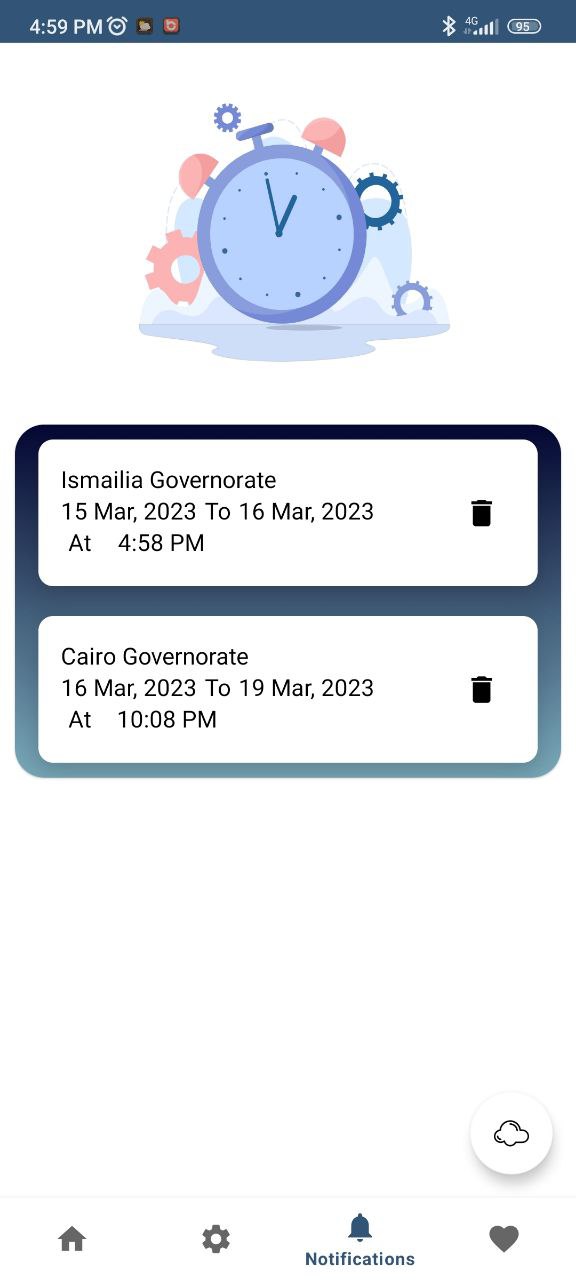 4:59 PM
4G
95
Ismailia Governorate
15 Mar, 2023 To 16 Mar, 2023
At 4:58 PM
Cairo Governorate
16 Mar, 2023 To 19 Mar, 2023
At 10:08 PM
Notifications